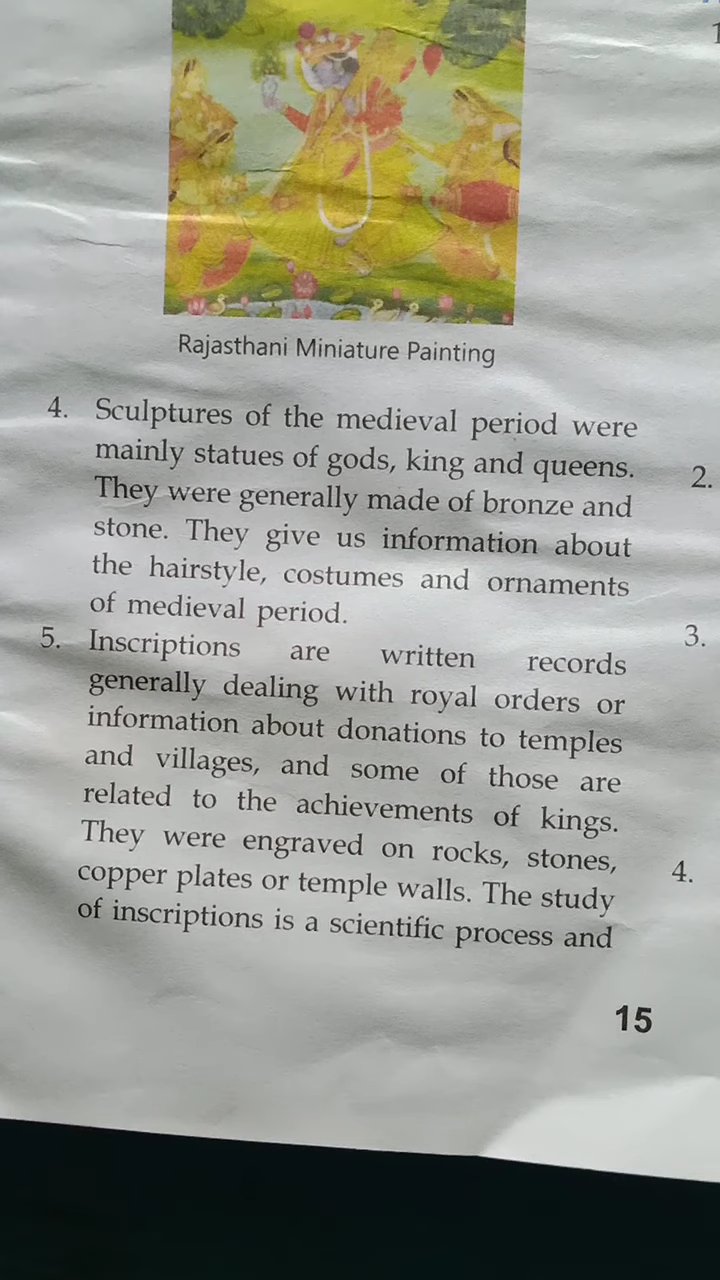 Rajasthani Miniature Painting
4. Sculptures of the medieval period were
mainly statues of gods, king and queens.
They were generally made of bronze and
stone. They give us information about
the hairstyle, costumes and ornaments
of medieval period.
5. Inscriptions are written records
generally dealing with royal orders or
information about donations to temples
and villages, and some of those are
related to the achievements of kings.
They were engraved on rocks, stones,
copper plates or temple walls. The study
of inscriptions is a scientific process and
15
1
2.
3.
4.